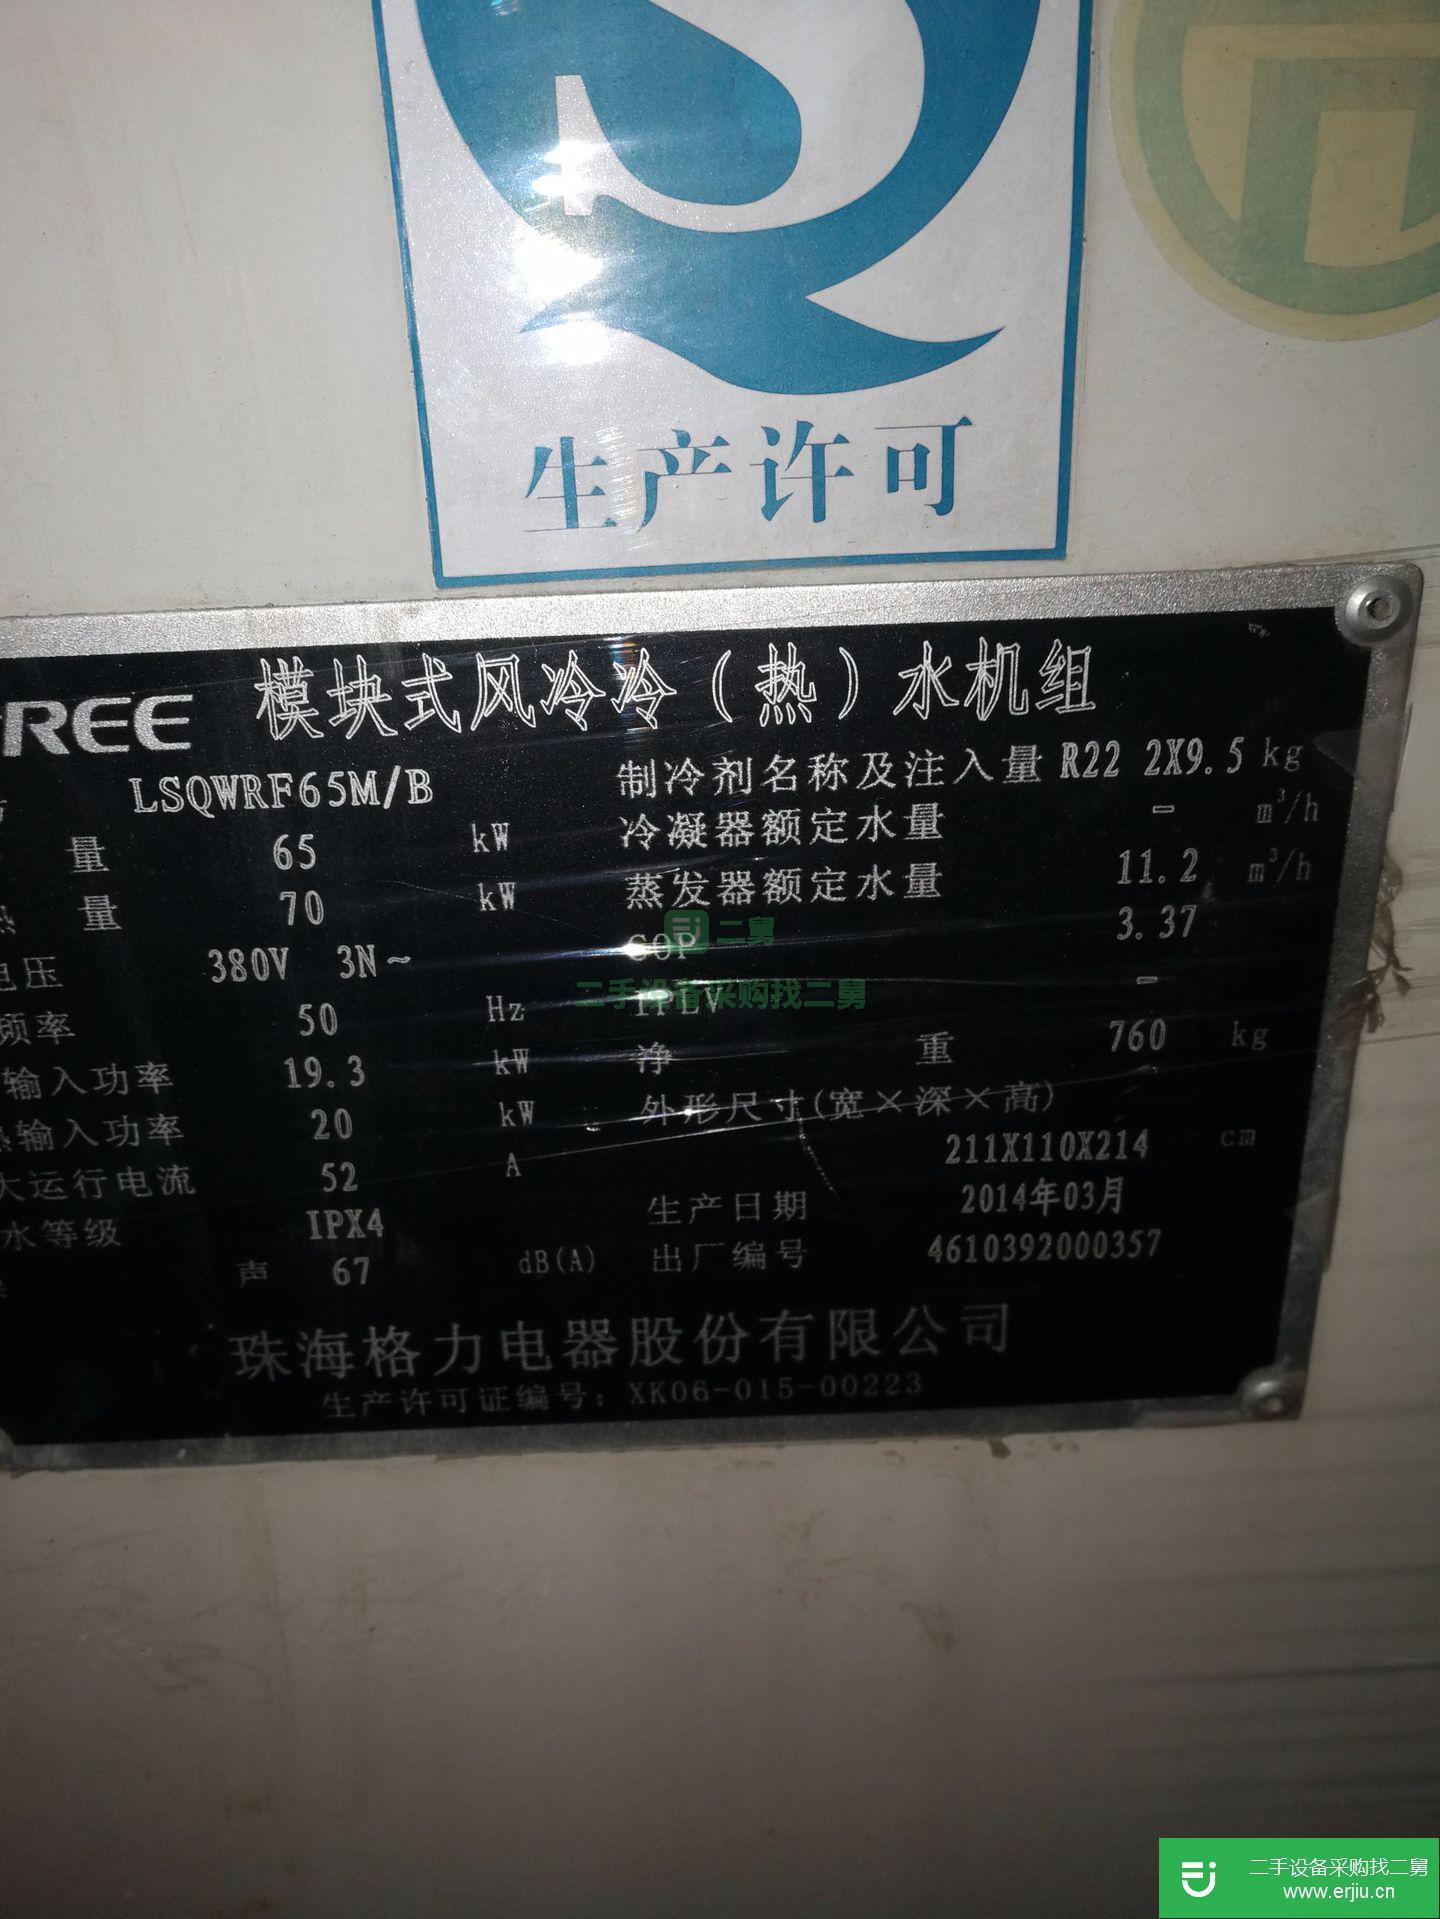 生产许可
GREE 模块式风冷冷（热）水机组
LSQWRF65M/B
制冷剂名称及注入量 R22 2X9.5 kg
量 65 kW
冷凝器额定水量 - m³/h
热 量 70 kW
蒸发器额定水量 11.2 m³/h
电压 380V 3N~
COP 3.37
频率 50 Hz
IPLV -
输入功率 19.3 kW
净 重 760 kg
热输入功率 20 kW
外形尺寸(宽×深×高)
211X110X214 cm
大运行电流 52 A
生产日期 2014年03月
水等级 IPX4
出厂编号 4610392000357
声 67 dB(A)
珠海格力电器股份有限公司
生产许可证编号: XK06-015-00223
二舅
二手设备采购找二舅
二手设备采购找二舅
www.erjiu.cn